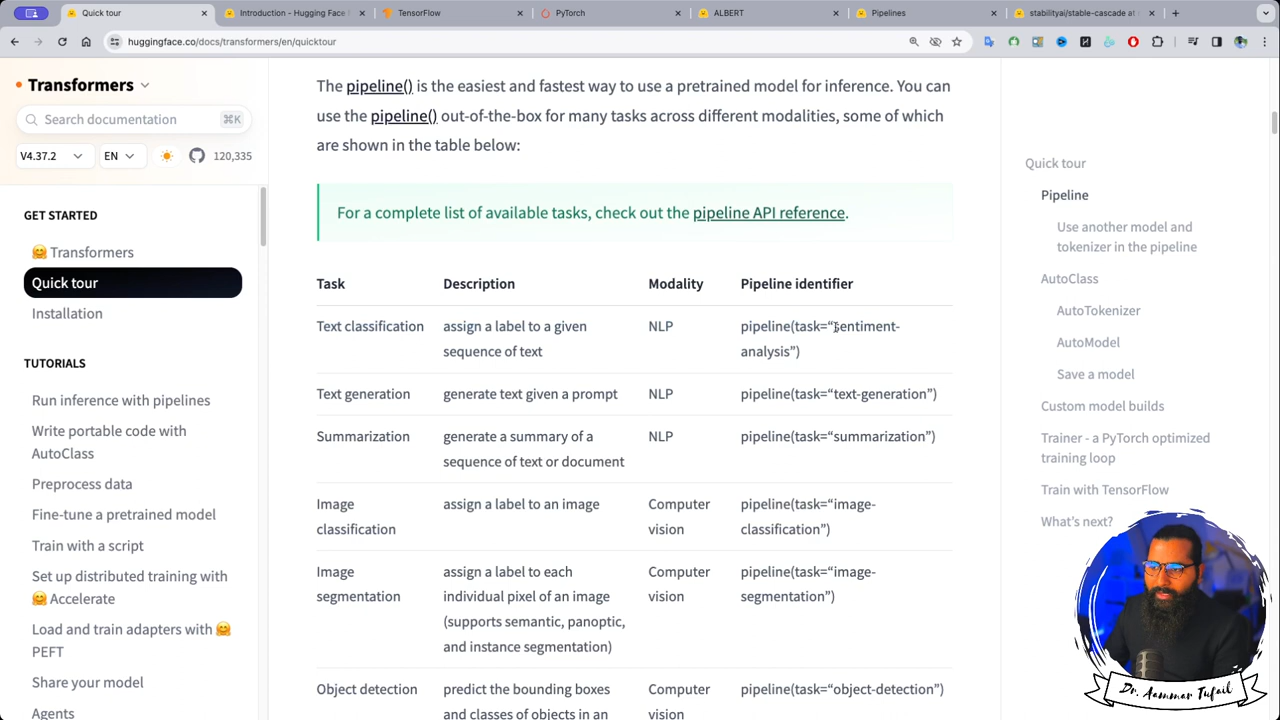 Quick tour
Introduction - Hugging Face N
TensorFlow
PyTorch
ALBERT
Pipelines
stabilityai/stable-cascade at
huggingface.co/docs/transformers/en/quicktour
Transformers
Search documentation
⌘K
V4.37.2
EN
120,335
GET STARTED
🤗 Transformers
Quick tour
Installation
TUTORIALS
Run inference with pipelines
Write portable code with
AutoClass
Preprocess data
Fine-tune a pretrained model
Train with a script
Set up distributed training with
🤗 Accelerate
Load and train adapters with 🤗
PEFT
Share your model
Agents
The pipeline() is the easiest and fastest way to use a pretrained model for inference. You can
use the pipeline() out-of-the-box for many tasks across different modalities, some of which
are shown in the table below:
For a complete list of available tasks, check out the pipeline API reference.
Task Description Modality Pipeline identifier
Text classification assign a label to a given NLP pipeline(task=“sentiment-
sequence of text analysis”)
Text generation generate text given a prompt NLP pipeline(task=“text-generation”)
Summarization generate a summary of a NLP pipeline(task=“summarization”)
sequence of text or document
Image assign a label to an image Computer pipeline(task=“image-
classification vision classification”)
Image assign a label to each Computer pipeline(task=“image-
segmentation individual pixel of an image vision segmentation”)
(supports semantic, panoptic,
and instance segmentation)
Object detection predict the bounding boxes Computer pipeline(task=“object-detection”)
and classes of objects in an vision
Quick tour
Pipeline
Use another model and
tokenizer in the pipeline
AutoClass
AutoTokenizer
AutoModel
Save a model
Custom model builds
Trainer - a PyTorch optimized
training loop
Train with TensorFlow
What’s next?
Dr. Aammar Tufail